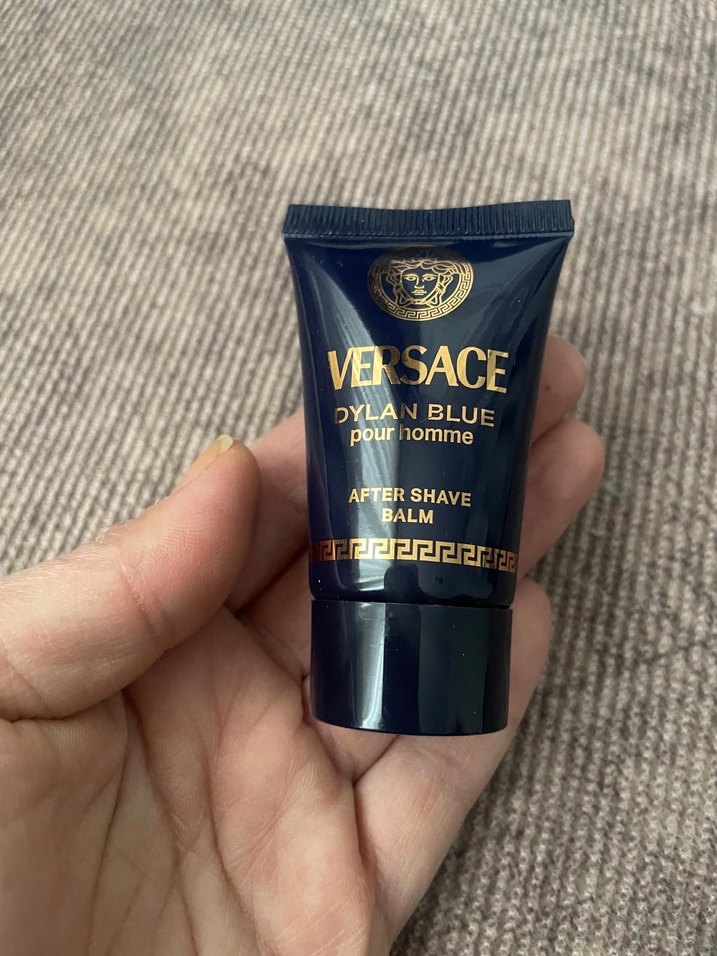 VERSACE
DYLAN BLUE
pour homme
AFTER SHAVE
BALM